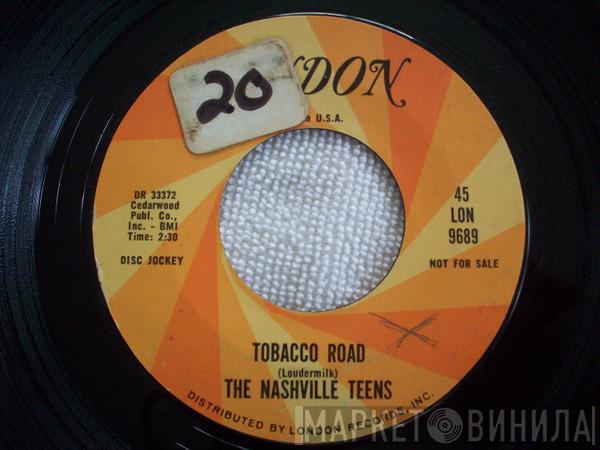 20
DON
U.S.A.
DR 33372
Cedarwood
Publ. Co.,
Inc. - BMI
Time: 2:30
DISC JOCKEY
45
LON
9689
NOT FOR SALE
TOBACCO ROAD
(Loudermilk)
THE NASHVILLE TEENS
DISTRIBUTED BY LONDON RECORDS, INC.
МАРКЕТ ВИНИЛА